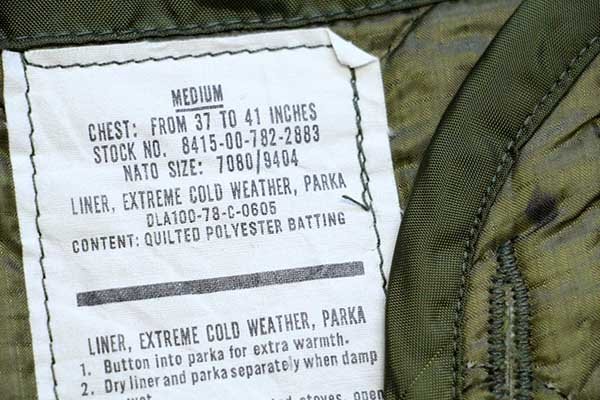 MEDIUM
CHEST: FROM 37 TO 41 INCHES
STOCK NO. 8415-00-782-2883
NATO SIZE: 7080/9404
LINER, EXTREME COLD WEATHER, PARKA
DLA100-78-C-0605
CONTENT: QUILTED POLYESTER BATTING
LINER, EXTREME COLD WEATHER, PARKA
1. Button into parka for extra warmth.
2. Dry liner and parka separately when damp
stoves, open